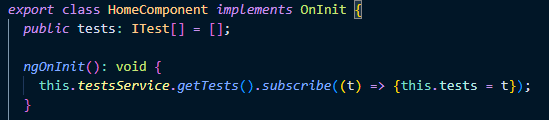 export class HomeComponent implements OnInit {
public tests: ITest[] = [];
ngOnInit(): void {
this.testsService.getTests().subscribe((t) => {this.tests = t});
}